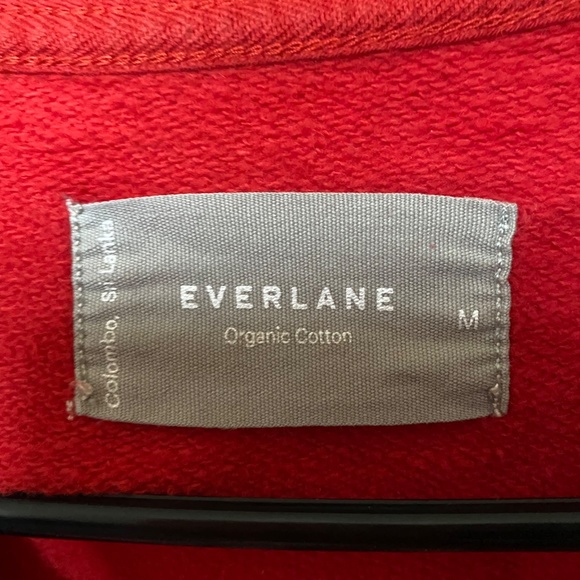 Colombo, Sri Lanka
EVERLANE
Organic Cotton
M